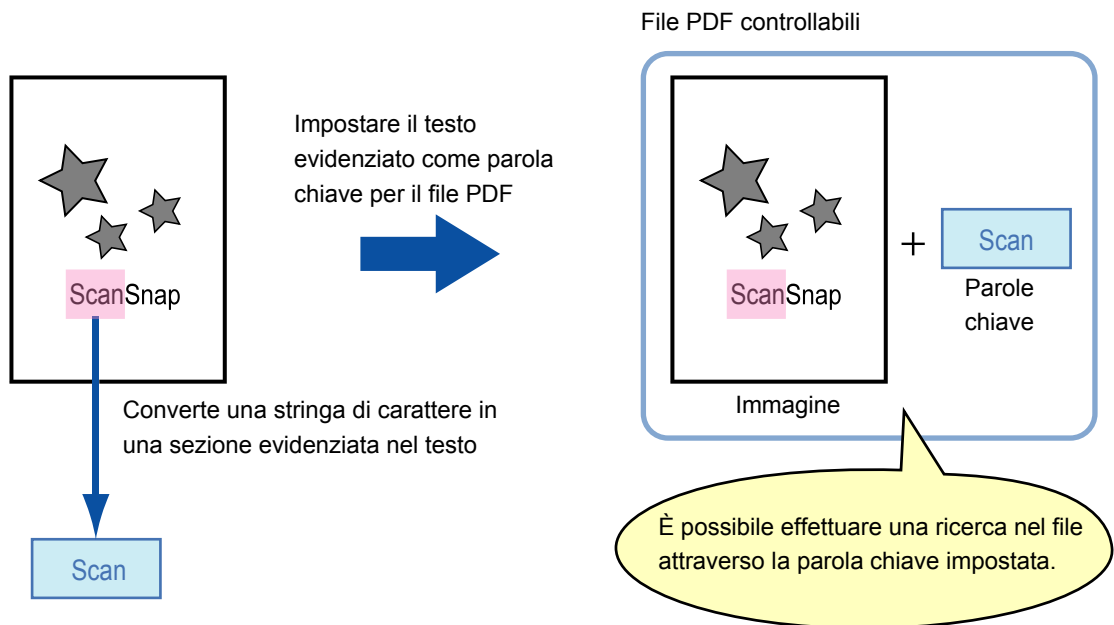 File PDF controllabili
Impostare il testo
evidenziato come parola
chiave per il file PDF
ScanSnap
Converte una stringa di carattere in
una sezione evidenziata nel testo
Scan
ScanSnap
Immagine
+
Scan
Parole
chiave
È possibile effettuare una ricerca nel file
attraverso la parola chiave impostata.